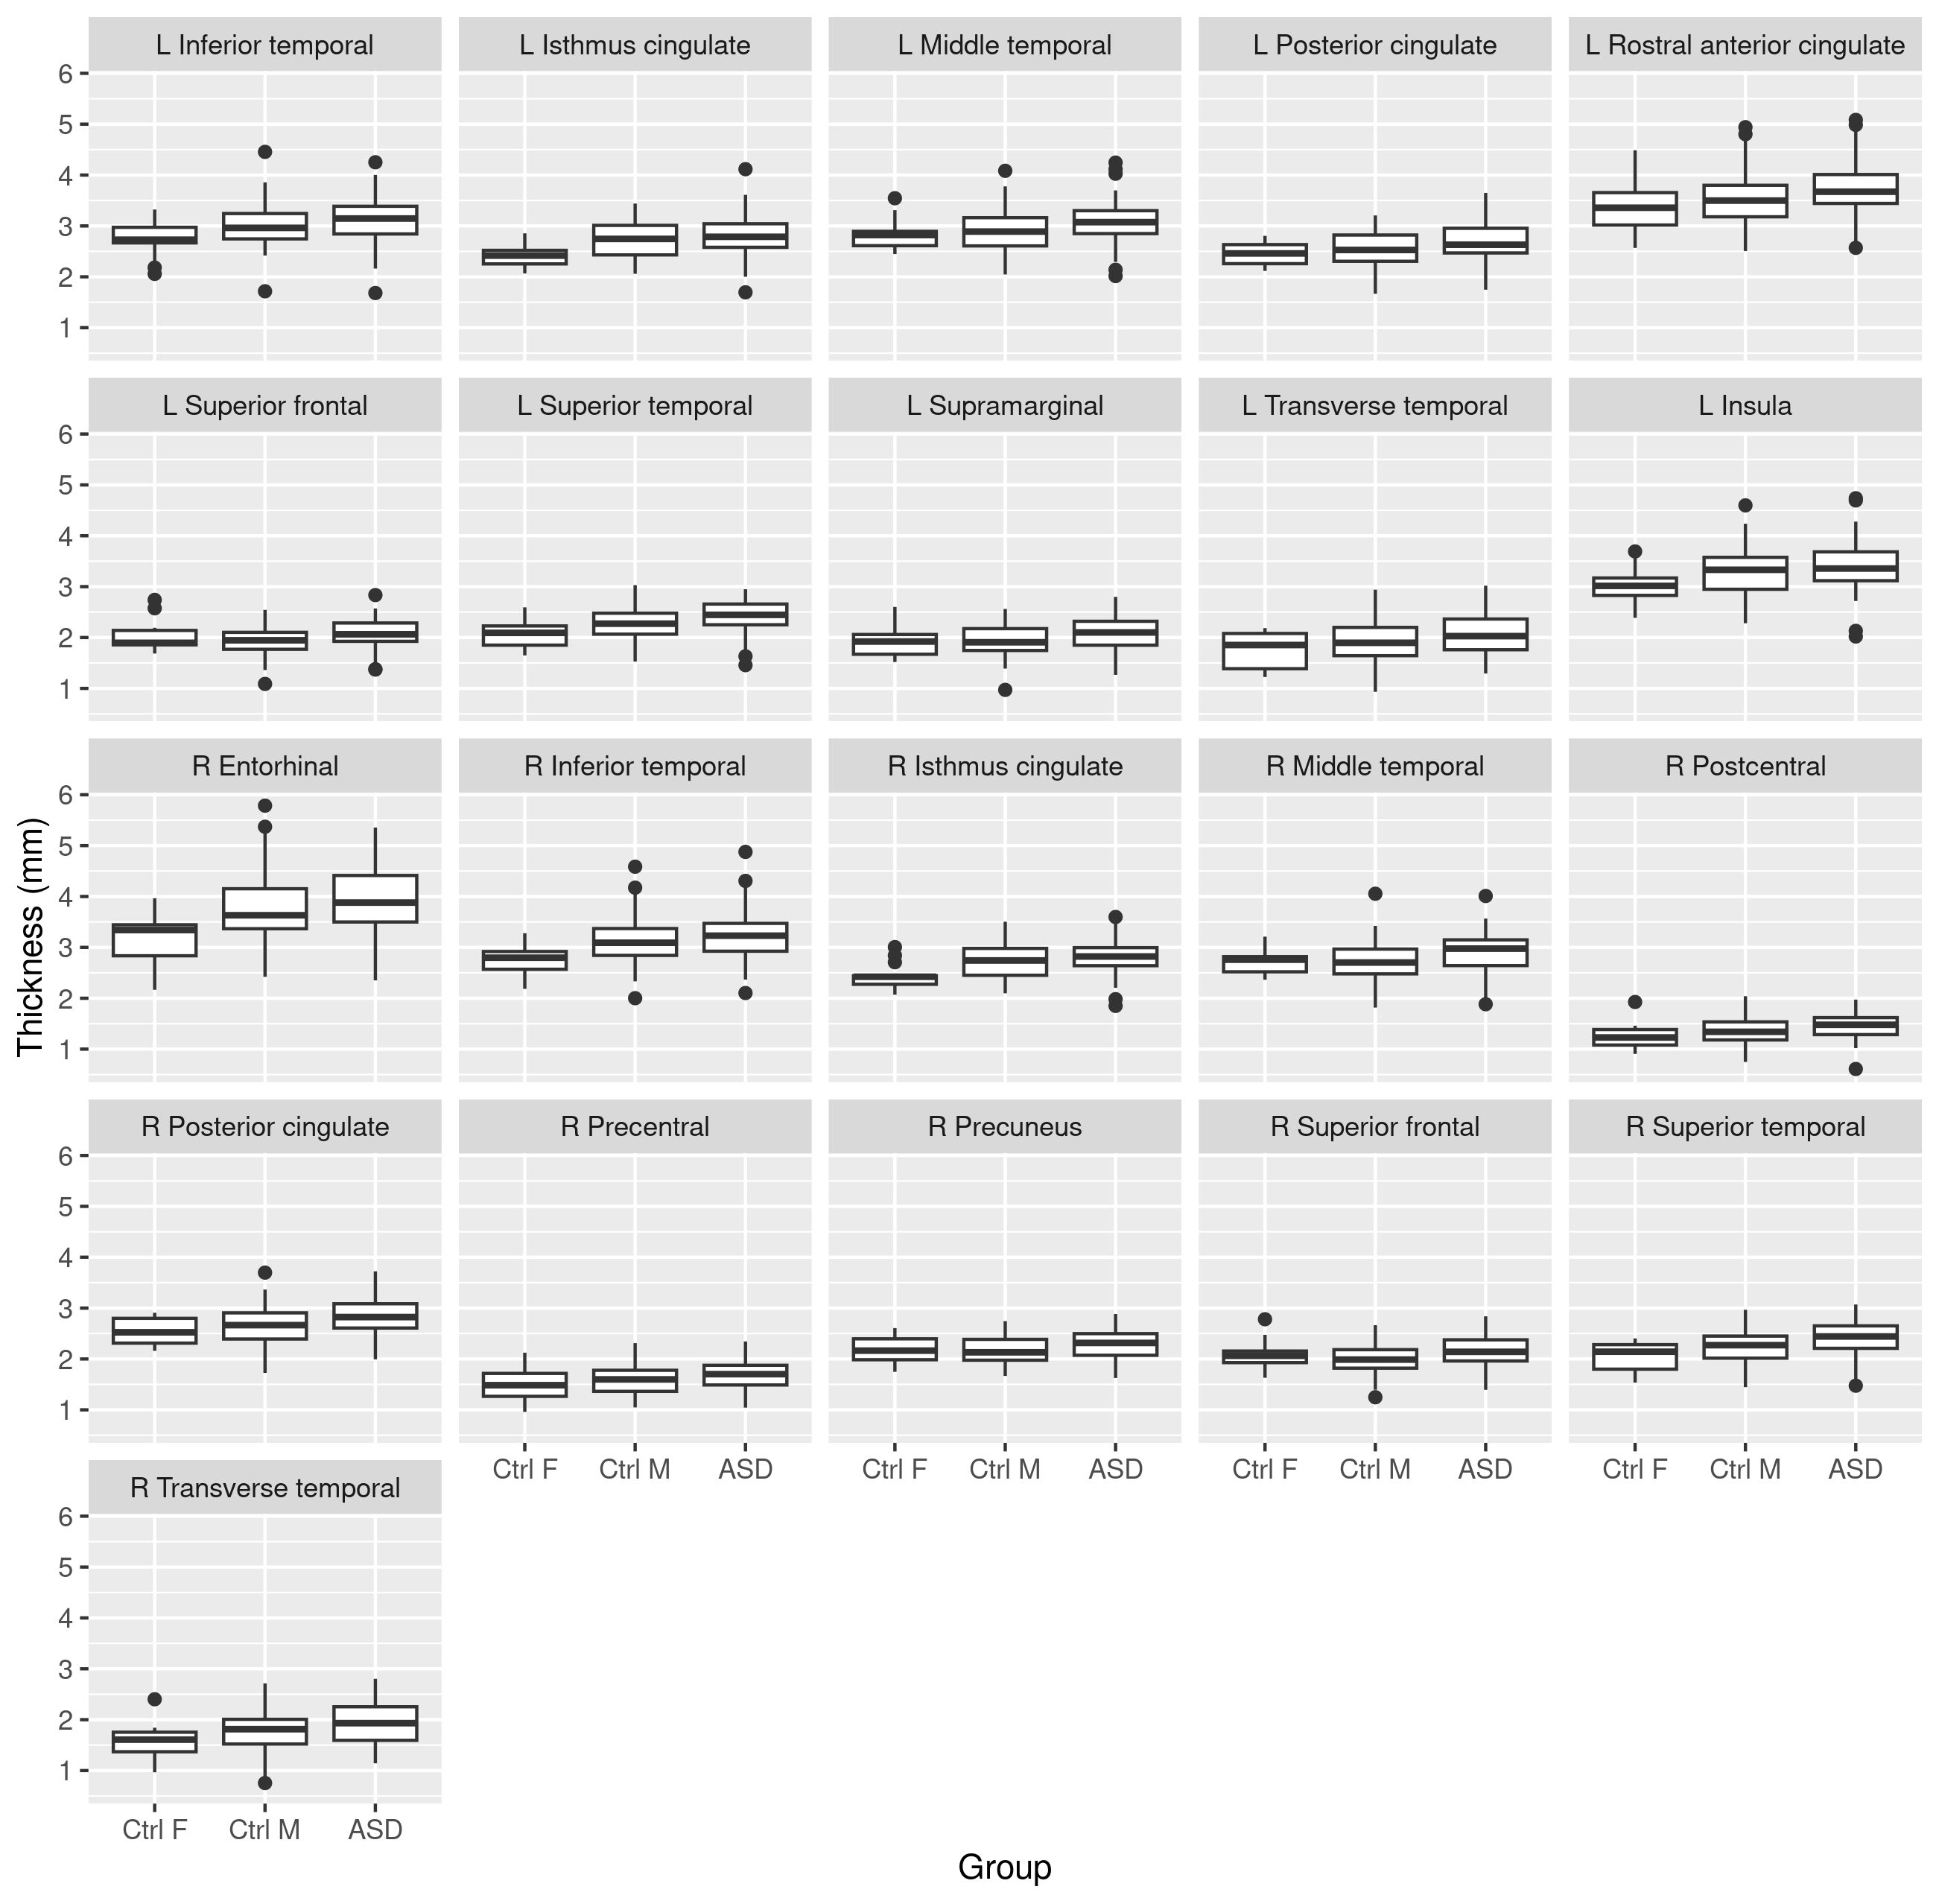 L Inferior temporal
L Isthmus cingulate
L Middle temporal
L Posterior cingulate
L Rostral anterior cingulate
6
5
4
3
2
1
L Superior frontal
L Superior temporal
L Supramarginal
L Transverse temporal
L Insula
6
5
4
3
2
1
R Entorhinal
R Inferior temporal
R Isthmus cingulate
R Middle temporal
R Postcentral
6
5
4
3
2
1
Thickness (mm)
R Posterior cingulate
R Precentral
R Precuneus
R Superior frontal
R Superior temporal
6
5
4
3
2
1
Ctrl F Ctrl M ASD
Ctrl F Ctrl M ASD
Ctrl F Ctrl M ASD
Ctrl F Ctrl M ASD
R Transverse temporal
6
5
4
3
2
1
Ctrl F Ctrl M ASD
Group